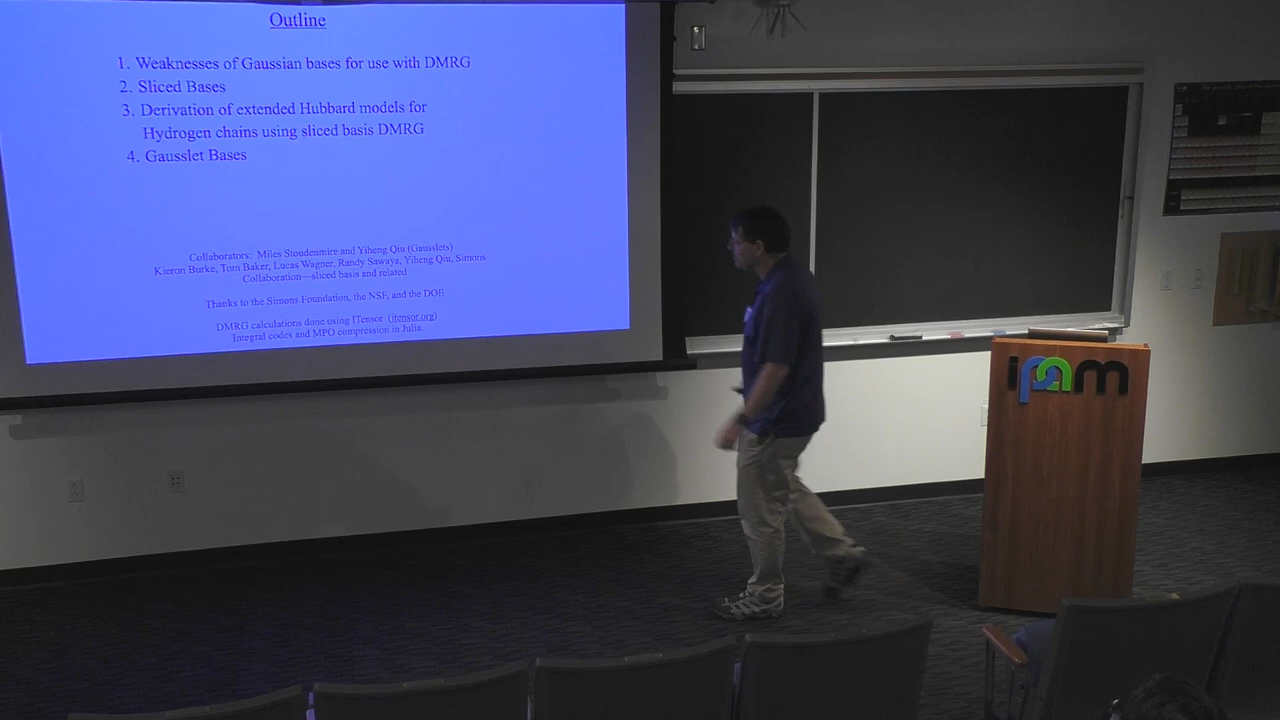 Outline
1. Weaknesses of Gaussian bases for use with DMRG
2. Sliced Bases
3. Derivation of extended Hubbard models for
Hydrogen chains using sliced basis DMRG
4. Gausslet Bases
Collaborators: Miles Stoudenmire and Yiheng Qiu (Gausslets)
Kieron Burke, Tom Baker, Lucas Wagner, Randy Sawaya, Yiheng Qiu, Simons
Collaboration—sliced basis and related
Thanks to the Simons Foundation, the NSF, and the DOE
DMRG calculations done using ITensor (itensor.org)
Integral codes and MPO compression in Julia.
ipam